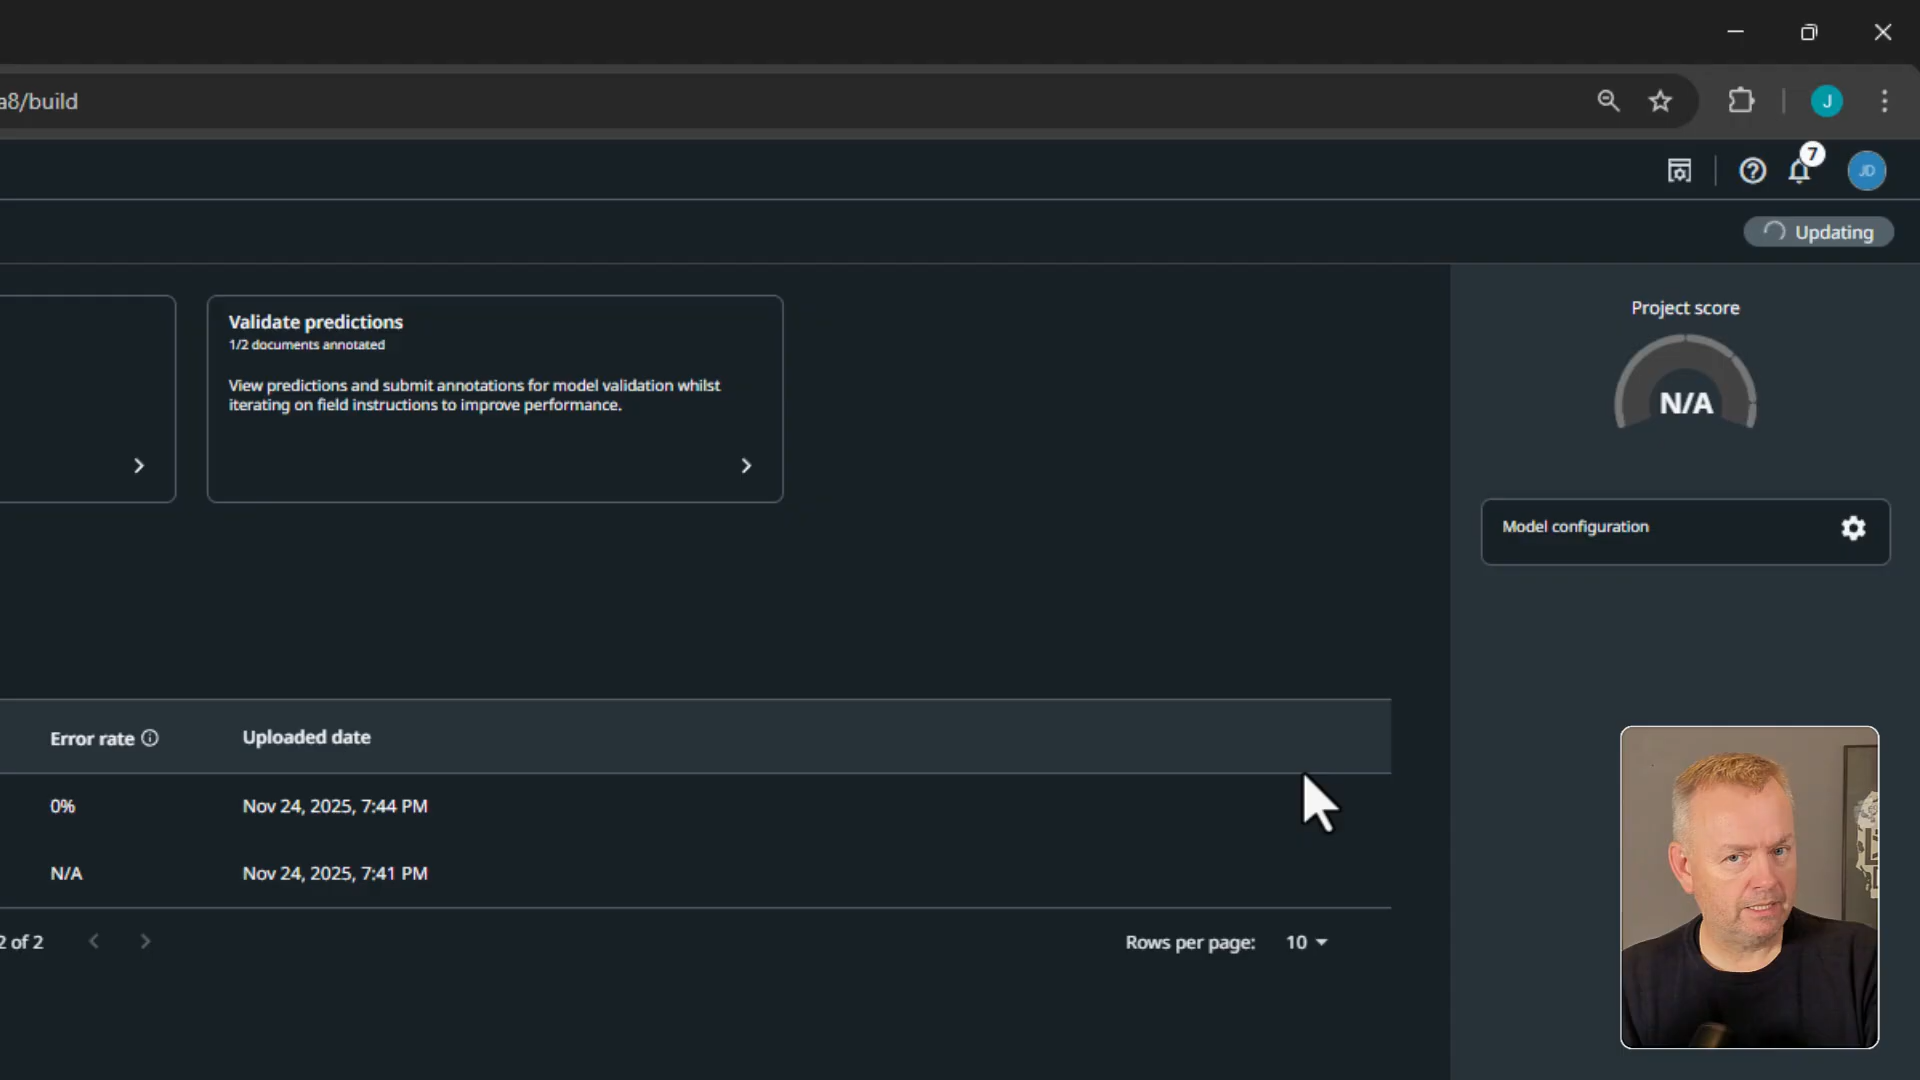 a8/build
J
7
JD
Updating
Validate predictions
1/2 documents annotated
View predictions and submit annotations for model validation whilst
iterating on field instructions to improve performance.
Project score
N/A
Model configuration
Error rate
Uploaded date
0%
Nov 24, 2025, 7:44 PM
N/A
Nov 24, 2025, 7:41 PM
2 of 2
Rows per page:
10